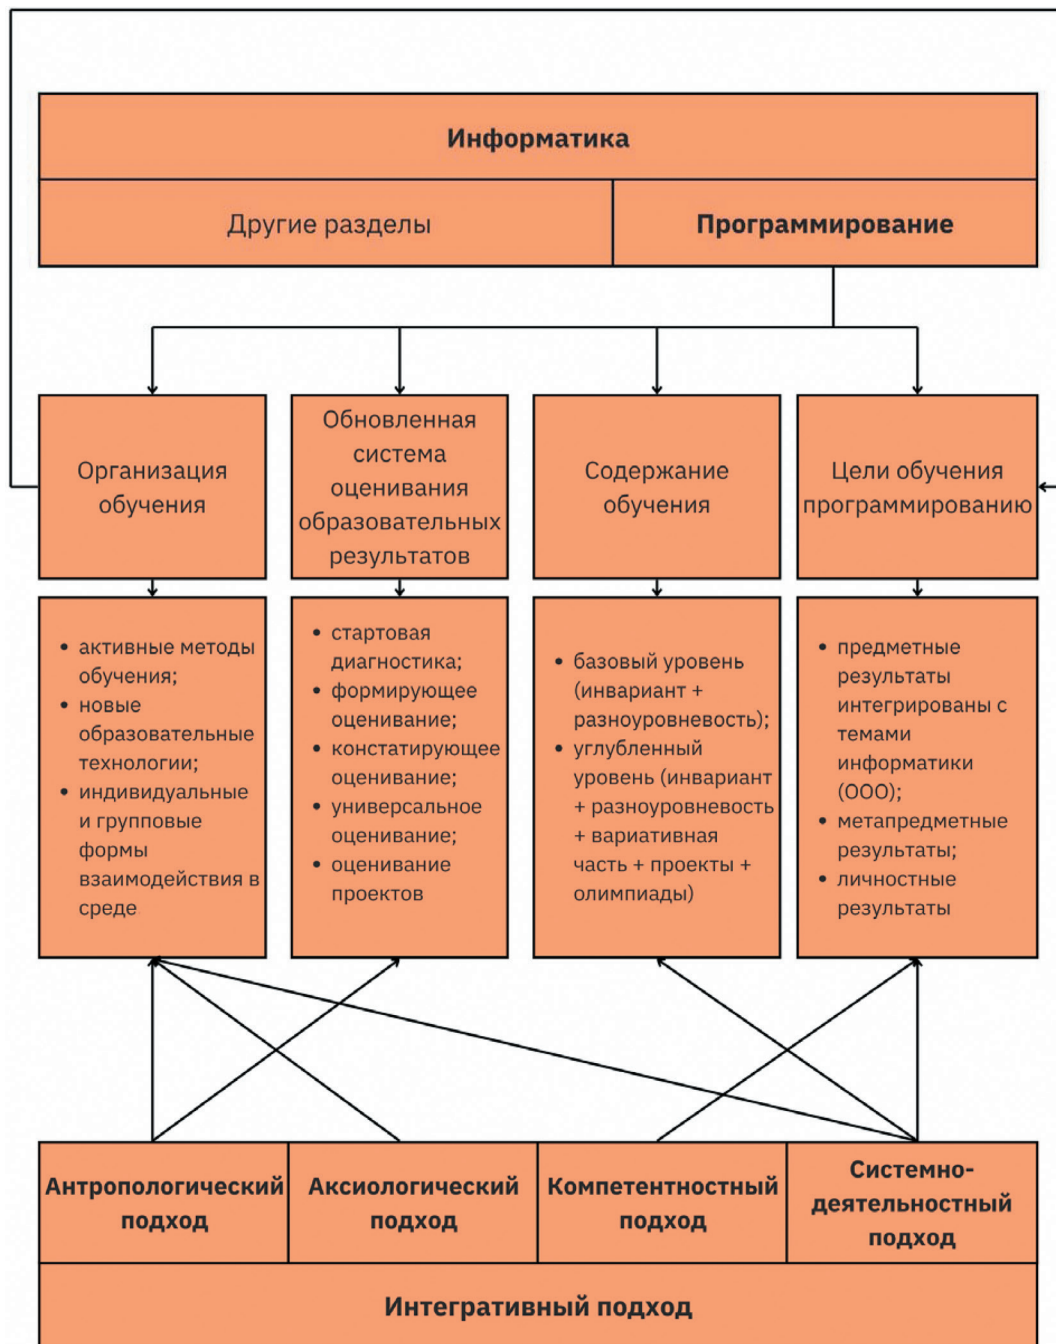 Информатика
Другие разделы
Программирование
Организация
обучения
Обновленная
система
оценивания
образовательных
результатов
Содержание
обучения
Цели обучения
программированию
• активные методы
обучения;
• новые
образовательные
технологии;
• индивидуальные
и групповые
формы
взаимодействия в
среде
• стартовая
диагностика;
• формирующее
оценивание;
• констатирующее
оценивание;
• универсальное
оценивание;
• оценивание
проектов
• базовый уровень
(инвариант +
разноуровневость);
• углубленный
уровень (инвариант
+ разноуровневость
+ вариативная
часть + проекты +
олимпиады)
• предметные
результаты
интегрированы с
темами
информатики
(ООО);
• метапредметные
результаты;
• личностные
результаты
Антропологический
подход
Аксиологический
подход
Компетентностный
подход
Системно-
деятельностный
подход
Интегративный подход